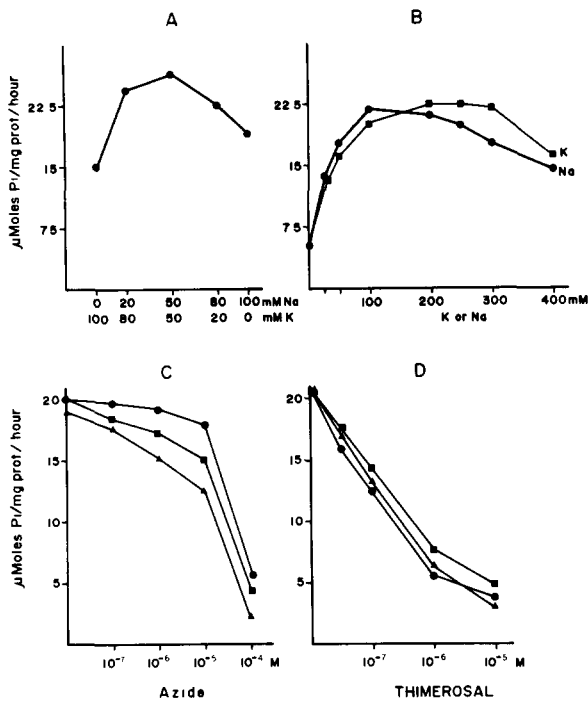 A
B
μMoles Pi/mg prot/hour
22.5
15
7.5
0 20 50 80 100 mM Na
100 80 50 20 0 mM K
22.5
15
7.5
K
Na
100 200 300 400mM
K or Na
C
D
μMoles Pi/mg prot/hour
20
15
10
5
10⁻⁷ 10⁻⁶ 10⁻⁵ 10⁻⁴ M
Azide
20
15
10
5
10⁻⁷ 10⁻⁶ 10⁻⁵ M
THIMEROSAL